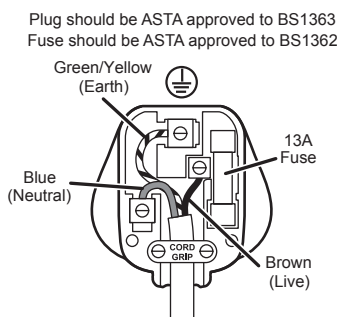 Plug should be ASTA approved to BS1363
Fuse should be ASTA approved to BS1362
Green/Yellow
(Earth)
13A
Fuse
Blue
(Neutral)
CORD
GRIP
Brown
(Live)